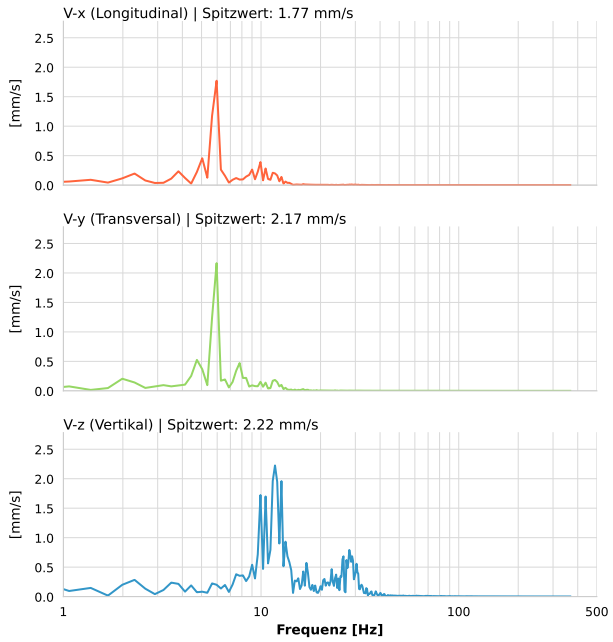 V-x (Longitudinal) | Spitzwert: 1.77 mm/s
2.5
2.0
1.5
1.0
0.5
0.0
[mm/s]
V-y (Transversal) | Spitzwert: 2.17 mm/s
2.5
2.0
1.5
1.0
0.5
0.0
[mm/s]
V-z (Vertikal) | Spitzwert: 2.22 mm/s
2.5
2.0
1.5
1.0
0.5
0.0
[mm/s]
1 10 100 500
Frequenz [Hz]